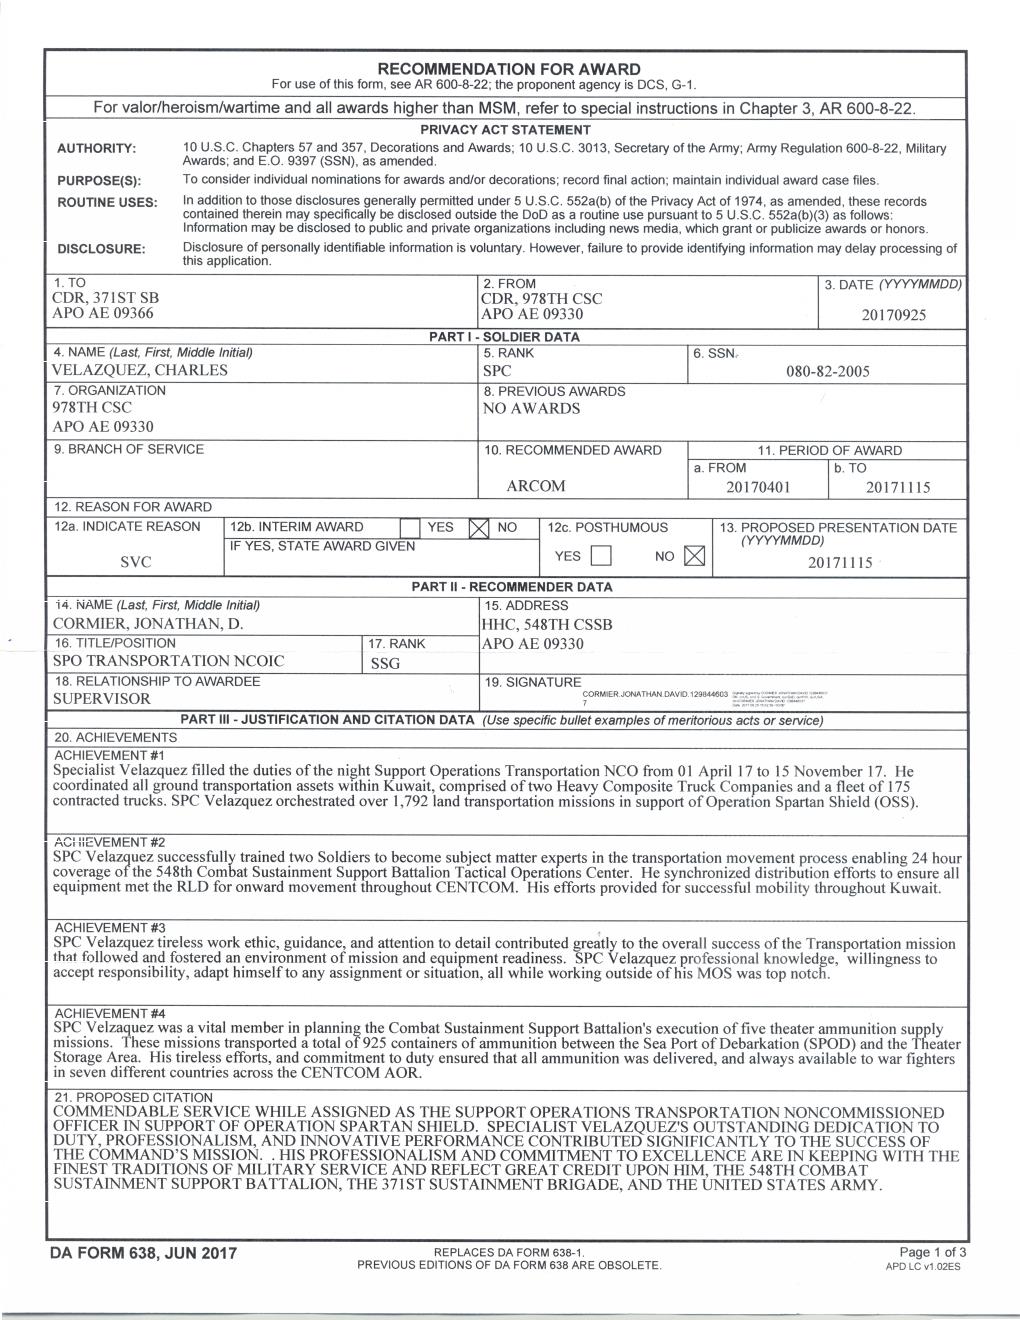 RECOMMENDATION FOR AWARD
For use of this form, see AR 600-8-22; the proponent agency is DCS, G-1.
For valor/heroism/wartime and all awards higher than MSM, refer to special instructions in Chapter 3, AR 600-8-22.
PRIVACY ACT STATEMENT
AUTHORITY: 10 U.S.C. Chapters 57 and 357, Decorations and Awards; 10 U.S.C. 3013, Secretary of the Army; Army Regulation 600-8-22, Military
Awards; and E.O. 9397 (SSN), as amended.
PURPOSE(S): To consider individual nominations for awards and/or decorations; record final action; maintain individual award case files.
ROUTINE USES: In addition to those disclosures generally permitted under 5 U.S.C. 552a(b) of the Privacy Act of 1974, as amended, these records
contained therein may specifically be disclosed outside the DoD as a routine use pursuant to 5 U.S.C. 552a(b)(3) as follows:
Information may be disclosed to public and private organizations including news media, which grant or publicize awards or honors.
DISCLOSURE: Disclosure of personally identifiable information is voluntary. However, failure to provide identifying information may delay processing of
this application.
1. TO
CDR, 371ST SB
APO AE 09366
2. FROM
CDR, 978TH CSC
APO AE 09330
3. DATE (YYYYMMDD)
20170925
PART I - SOLDIER DATA
4. NAME (Last, First, Middle Initial)
VELAZQUEZ, CHARLES
5. RANK
SPC
6. SSN
080-82-2005
7. ORGANIZATION
978TH CSC
APO AE 09330
8. PREVIOUS AWARDS
NO AWARDS
9. BRANCH OF SERVICE
10. RECOMMENDED AWARD
ARCOM
11. PERIOD OF AWARD
a. FROM
20170401
b. TO
20171115
12. REASON FOR AWARD
12a. INDICATE REASON
SVC
12b. INTERIM AWARD YES NO
IF YES, STATE AWARD GIVEN
12c. POSTHUMOUS
YES NO
13. PROPOSED PRESENTATION DATE
(YYYYMMDD)
20171115
PART II - RECOMMENDER DATA
14. NAME (Last, First, Middle Initial)
CORMIER, JONATHAN, D.
15. ADDRESS
HHC, 548TH CSSB
APO AE 09330
16. TITLE/POSITION
SPO TRANSPORTATION NCOIC
17. RANK
SSG
18. RELATIONSHIP TO AWARDEE
SUPERVISOR
19. SIGNATURE
CORMIER.JONATHAN.DAVID.129844603
7
PART III - JUSTIFICATION AND CITATION DATA (Use specific bullet examples of meritorious acts or service)
20. ACHIEVEMENTS
ACHIEVEMENT #1
Specialist Velazquez filled the duties of the night Support Operations Transportation NCO from 01 April 17 to 15 November 17. He
coordinated all ground transportation assets within Kuwait, comprised of two Heavy Composite Truck Companies and a fleet of 175
contracted trucks. SPC Velazquez orchestrated over 1,792 land transportation missions in support of Operation Spartan Shield (OSS).
ACHIEVEMENT #2
SPC Velazquez successfully trained two Soldiers to become subject matter experts in the transportation movement process enabling 24 hour
coverage of the 548th Combat Sustainment Support Battalion Tactical Operations Center. He synchronized distribution efforts to ensure all
equipment met the RLD for onward movement throughout CENTCOM. His efforts provided for successful mobility throughout Kuwait.
ACHIEVEMENT #3
SPC Velazquez tireless work ethic, guidance, and attention to detail contributed greatly to the overall success of the Transportation mission
that followed and fostered an environment of mission and equipment readiness. SPC Velazquez professional knowledge, willingness to
accept responsibility, adapt himself to any assignment or situation, all while working outside of his MOS was top notch.
ACHIEVEMENT #4
SPC Velzaquez was a vital member in planning the Combat Sustainment Support Battalion's execution of five theater ammunition supply
missions. These missions transported a total of 925 containers of ammunition between the Sea Port of Debarkation (SPOD) and the Theater
Storage Area. His tireless efforts, and commitment to duty ensured that all ammunition was delivered, and always available to war fighters
in seven different countries across the CENTCOM AOR.
21. PROPOSED CITATION
COMMENDABLE SERVICE WHILE ASSIGNED AS THE SUPPORT OPERATIONS TRANSPORTATION NONCOMMISSIONED
OFFICER IN SUPPORT OF OPERATION SPARTAN SHIELD. SPECIALIST VELAZQUEZ'S OUTSTANDING DEDICATION TO
DUTY, PROFESSIONALISM, AND INNOVATIVE PERFORMANCE CONTRIBUTED SIGNIFICANTLY TO THE SUCCESS OF
THE COMMAND'S MISSION. . HIS PROFESSIONALISM AND COMMITMENT TO EXCELLENCE ARE IN KEEPING WITH THE
FINEST TRADITIONS OF MILITARY SERVICE AND REFLECT GREAT CREDIT UPON HIM, THE 548TH COMBAT
SUSTAINMENT SUPPORT BATTALION, THE 371ST SUSTAINMENT BRIGADE, AND THE UNITED STATES ARMY.
DA FORM 638, JUN 2017
REPLACES DA FORM 638-1.
PREVIOUS EDITIONS OF DA FORM 638 ARE OBSOLETE.
Page 1 of 3
APD LC v1.02ES